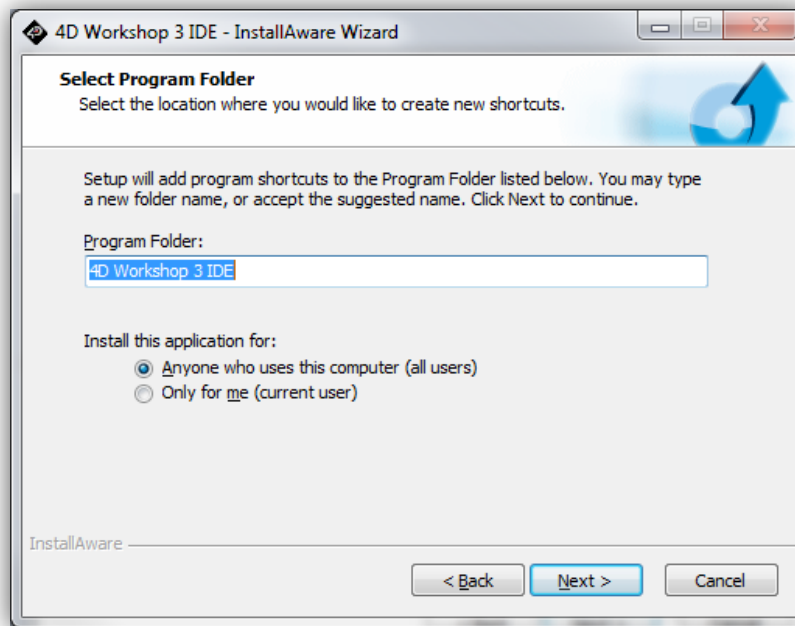 4D Workshop 3 IDE - InstallAware Wizard
Select Program Folder
Select the location where you would like to create new shortcuts.
Setup will add program shortcuts to the Program Folder listed below. You may type
a new folder name, or accept the suggested name. Click Next to continue.
Program Folder:
4D Workshop 3 IDE
Install this application for:
Anyone who uses this computer (all users)
Only for me (current user)
InstallAware
< Back
Next >
Cancel